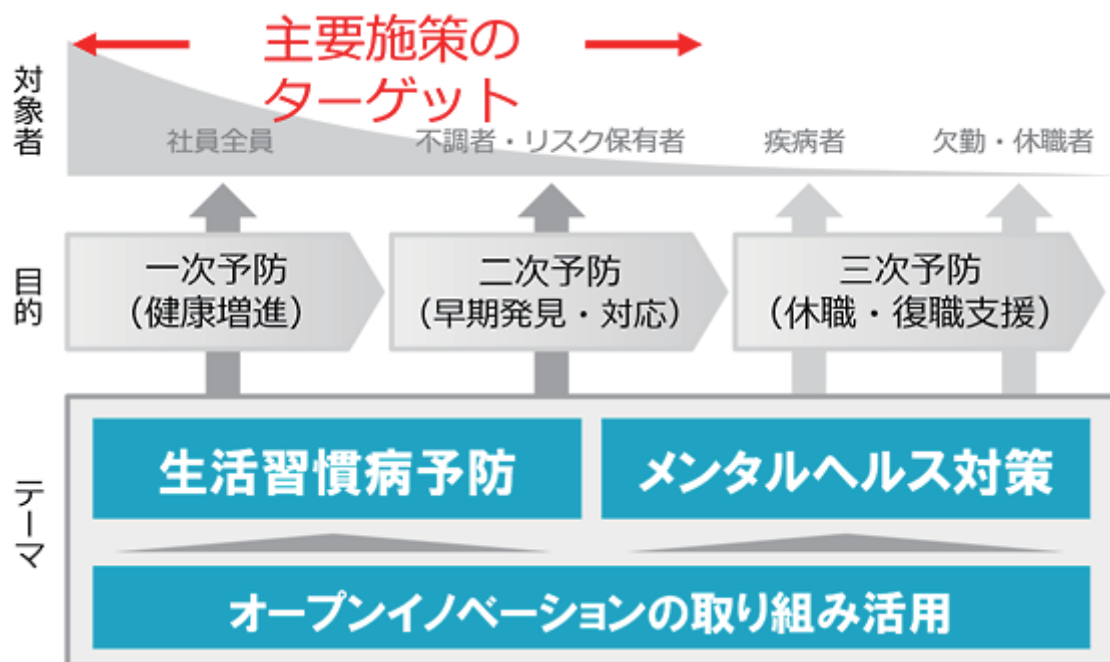 主要施策の
ターゲット
対象者
社員全員
不調者・リスク保有者
疾病者
欠勤・休職者
目的
一次予防
（健康増進）
二次予防
（早期発見・対応）
三次予防
（休職・復職支援）
テーマ
生活習慣病予防
メンタルヘルス対策
オープンイノベーションの取り組み活用